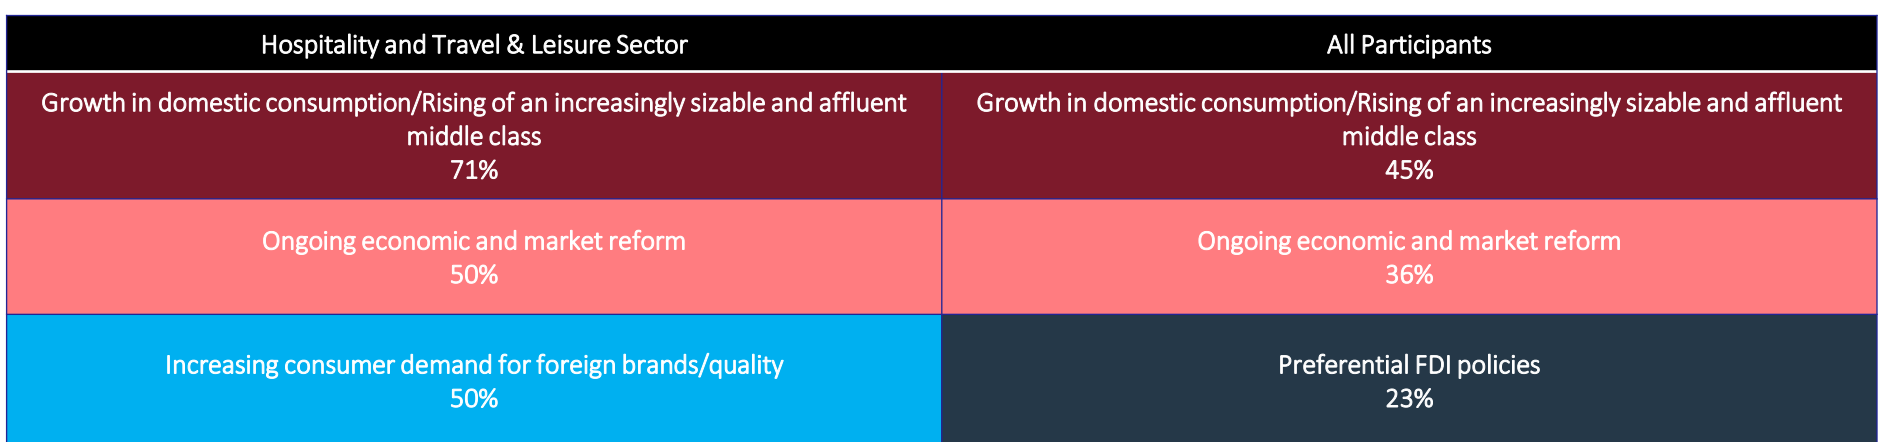 Hospitality and Travel & Leisure Sector
All Participants
Growth in domestic consumption/Rising of an increasingly sizable and affluent
middle class
71%
Growth in domestic consumption/Rising of an increasingly sizable and affluent
middle class
45%
Ongoing economic and market reform
50%
Ongoing economic and market reform
36%
Increasing consumer demand for foreign brands/quality
50%
Preferential FDI policies
23%